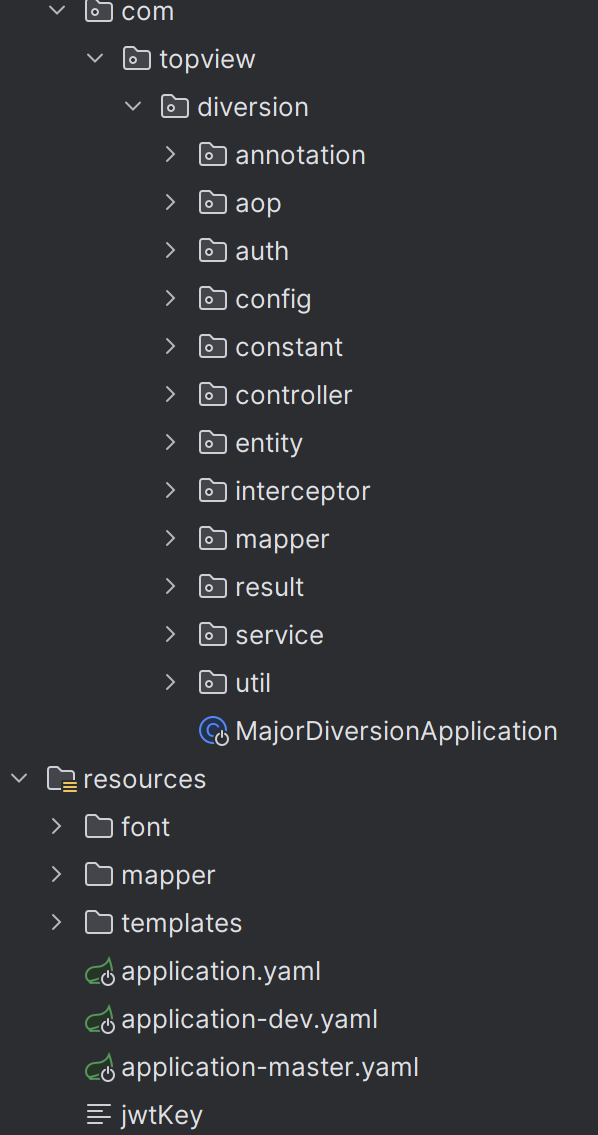 com
topview
diversion
annotation
aop
auth
config
constant
controller
entity
interceptor
mapper
result
service
util
MajorDiversionApplication
resources
font
mapper
templates
application.yaml
application-dev.yaml
application-master.yaml
jwtKey